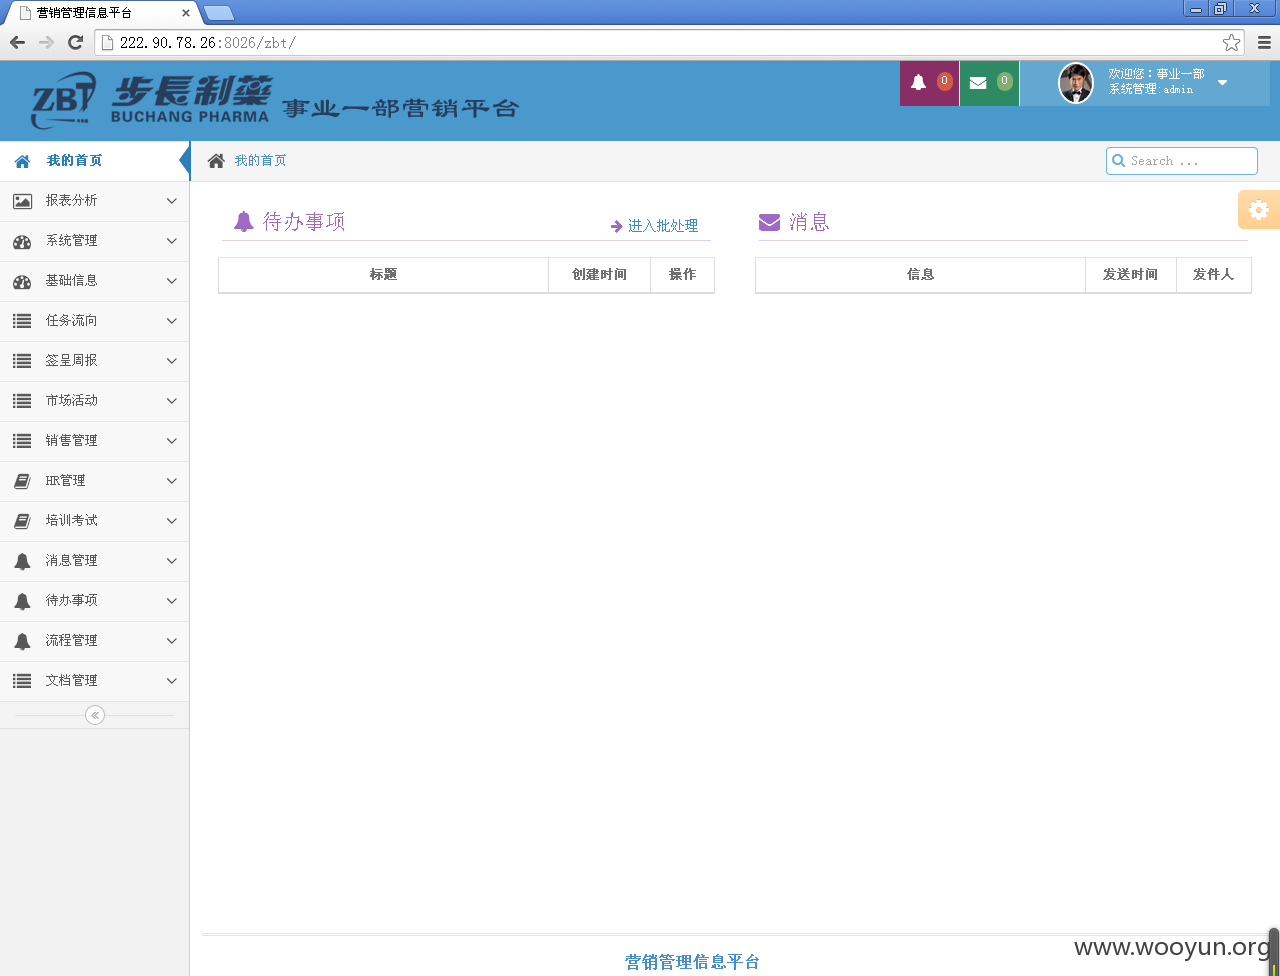 营销管理信息平台
222.90.78.26:8026/zbt/
ZBT 步長制藥
BUCHANG PHARMA 事业一部营销平台
0
0
欢迎您：事业一部
系统管理:admin
我的首页
报表分析
系统管理
基础信息
任务流向
签呈周报
市场活动
销售管理
HR管理
培训考试
消息管理
待办事项
流程管理
文档管理
我的首页
Search ...
待办事项
进入批处理
标题 创建时间 操作
消息
信息 发送时间 发件人
营销管理信息平台
www.wooyun.org